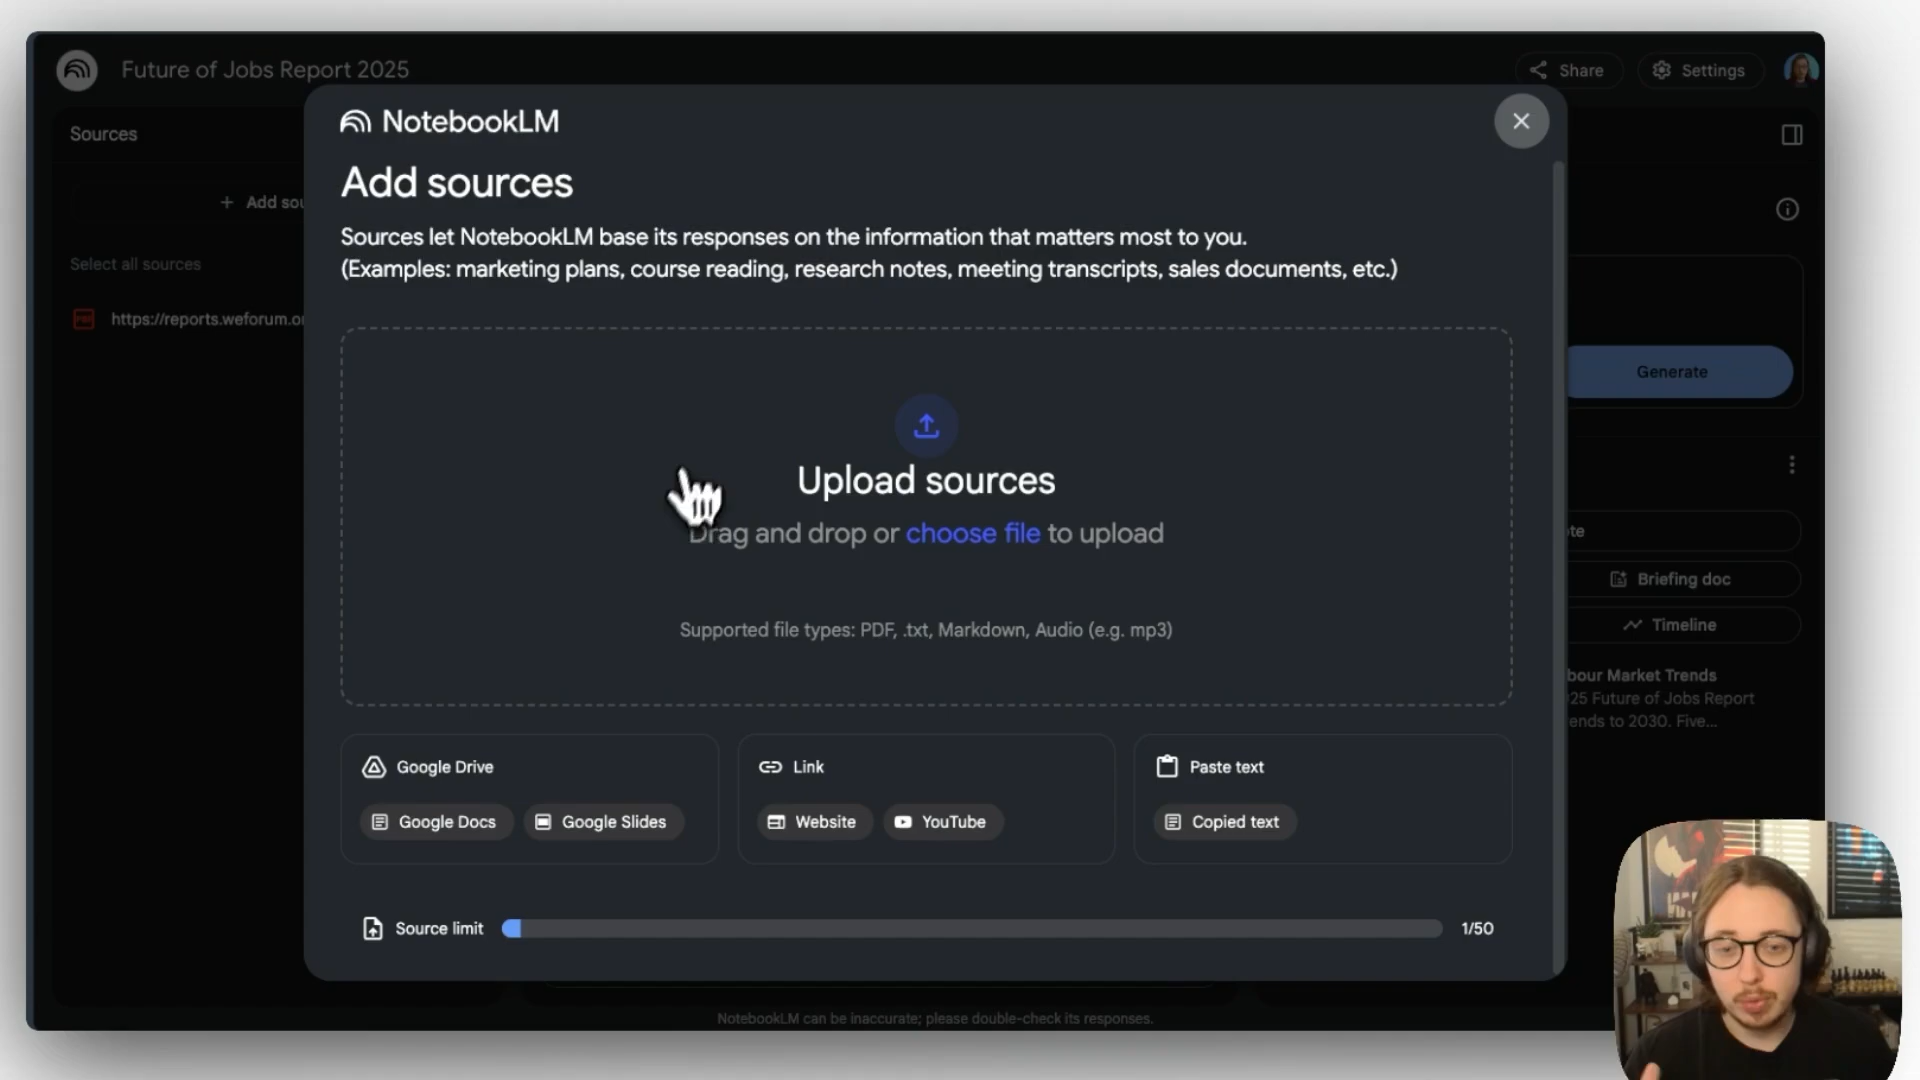 Future of Jobs Report 2025
Share
Settings
Sources
NotebookLM
Add sources
+ Add
Sources let NotebookLM base its responses on the information that matters most to you.
(Examples: marketing plans, course reading, research notes, meeting transcripts, sales documents, etc.)
Select all sources
https://reports.weforum.o
Generate
Upload sources
Drag and drop or choose file to upload
Supported file types: PDF, .txt, Markdown, Audio (e.g. mp3)
Briefing doc
Timeline
Market Trends
Future of Jobs Report
to 2030. Five...
Google Drive
Google Docs
Google Slides
Link
Website
YouTube
Paste text
Copied text
Source limit
1/50
NotebookLM can be inaccurate; please double-check its responses.